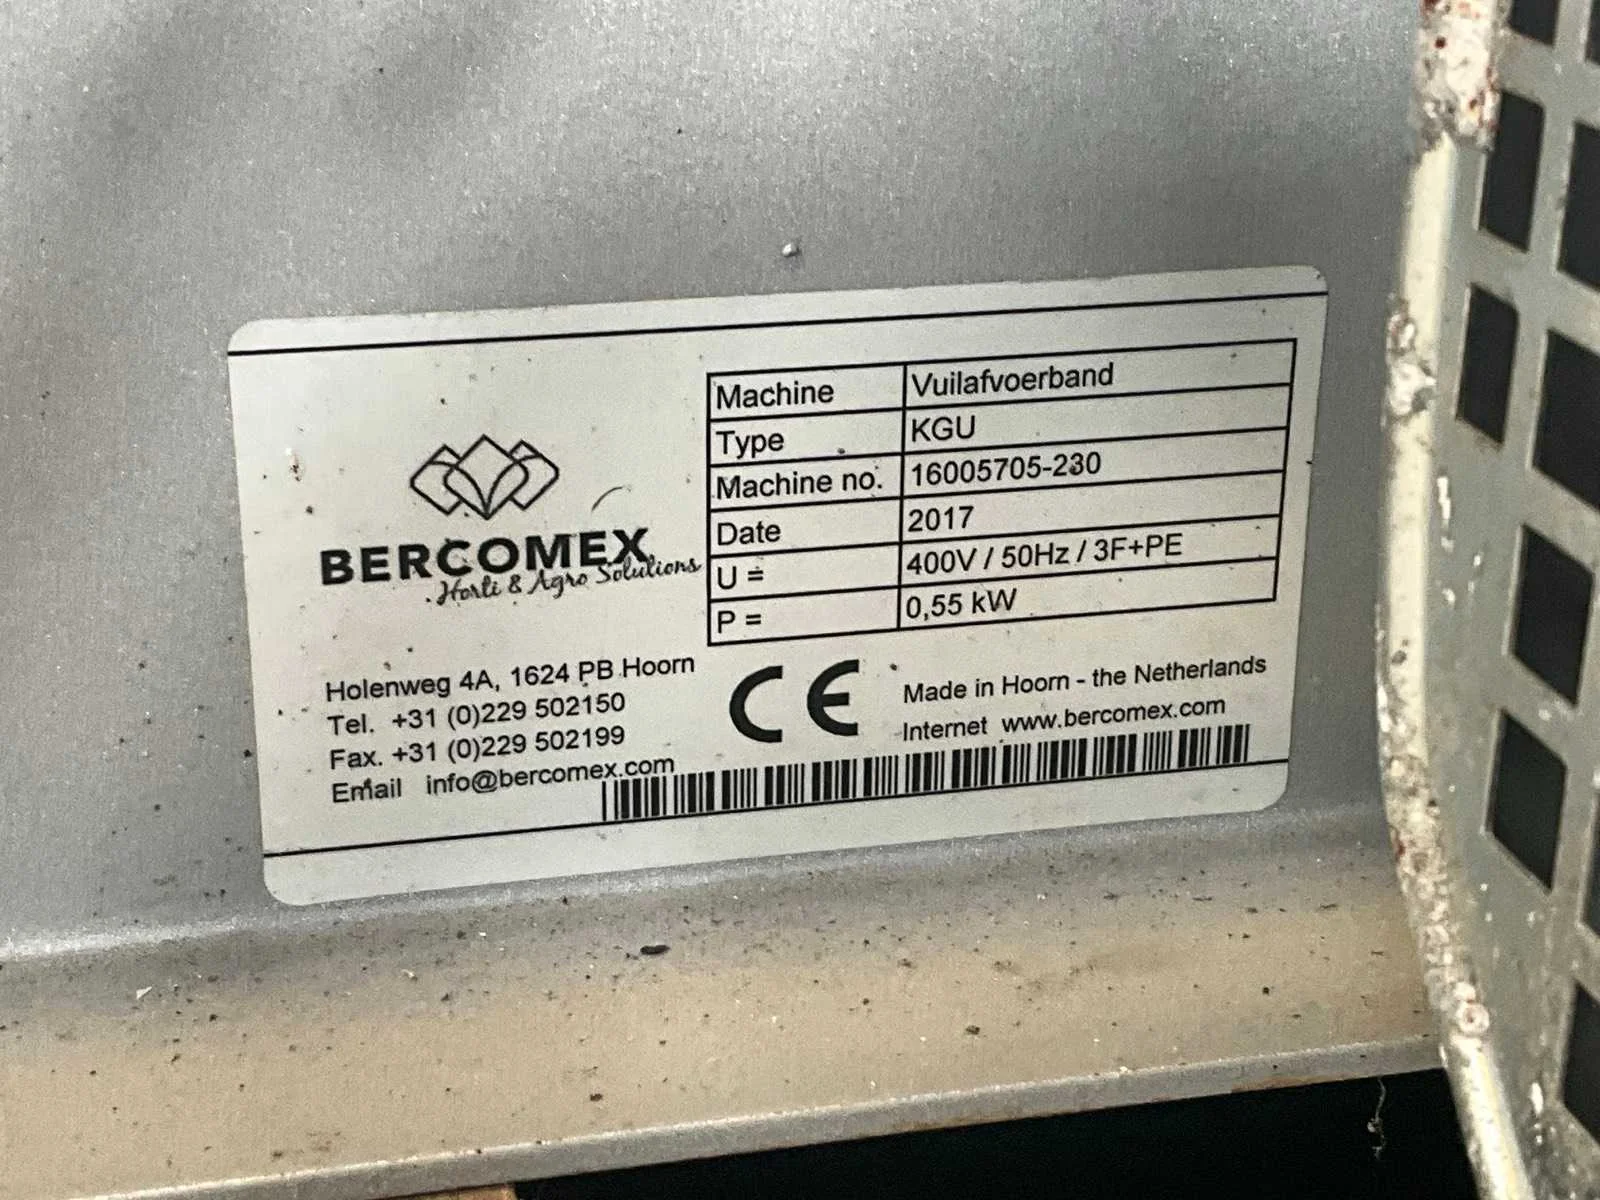 BERCOMEX
Horti & Agro Solutions
Machine Vuilafvoerband
Type KGU
Machine no. 16005705-230
Date 2017
U = 400V / 50Hz / 3F+PE
P = 0,55 kW
Holenweg 4A, 1624 PB Hoorn
Tel. +31 (0)229 502150
Fax. +31 (0)229 502199
Email info@bercomex.com
CE
Made in Hoorn - the Netherlands
Internet www.bercomex.com